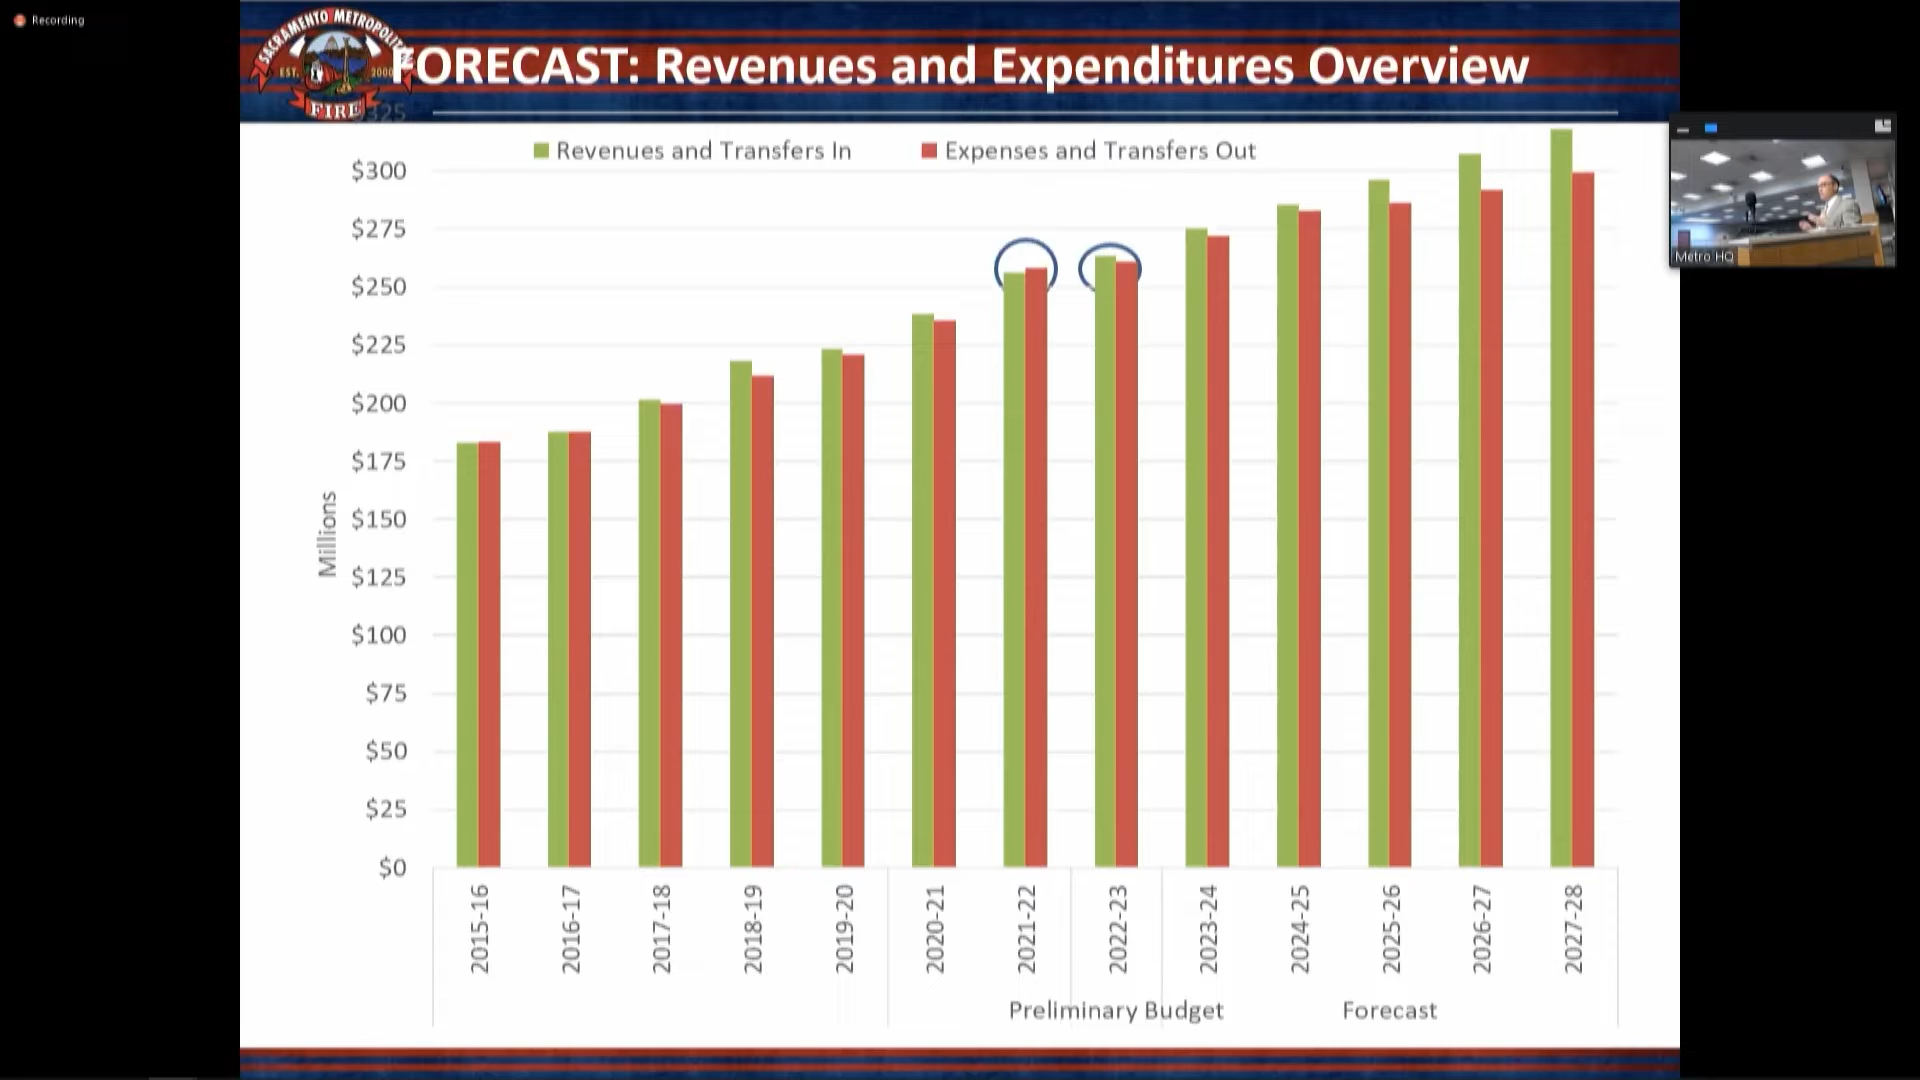 Recording
SACRAMENTO METROPOLITAN
EST. 2000
FIRE
FORECAST: Revenues and Expenditures Overview
$325
Revenues and Transfers In
Expenses and Transfers Out
$300
$275
$250
$225
$200
$175
$150
$125
$100
$75
$50
$25
$0
Millions
2015-16
2016-17
2017-18
2018-19
2019-20
2020-21
2021-22
2022-23
2023-24
2024-25
2025-26
2026-27
2027-28
Preliminary Budget
Forecast
Metro HQ